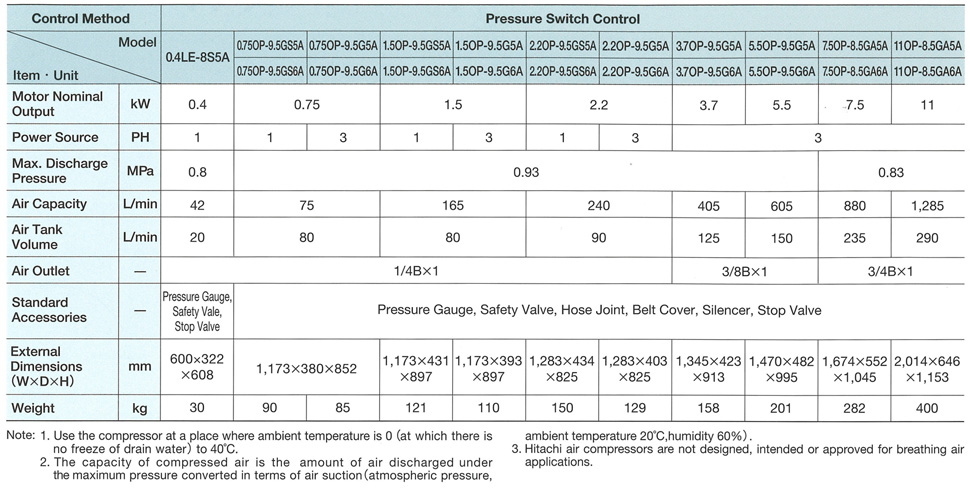 Control Method Pressure Switch Control
Model
Item · Unit
0.4LE-8S5A 0.75OP-9.5GS5A 0.75OP-9.5G5A 1.5OP-9.5GS5A 1.5OP-9.5G5A 2.2OP-9.5GS5A 2.2OP-9.5G5A 3.7OP-9.5G5A 5.5OP-9.5G5A 7.5OP-8.5GA5A 11OP-8.5GA5A
0.75OP-9.5GS6A 0.75OP-9.5G6A 1.5OP-9.5GS6A 1.5OP-9.5G6A 2.2OP-9.5GS6A 2.2OP-9.5G6A 3.7OP-9.5G6A 5.5OP-9.5G6A 7.5OP-8.5GA6A 11OP-8.5GA6A
Motor Nominal
Output
kW 0.4 0.75 1.5 2.2 3.7 5.5 7.5 11
Power Source PH 1 1 3 1 3 1 3 3
Max. Discharge
Pressure
MPa 0.8 0.93 0.83
Air Capacity L/min 42 75 165 240 405 605 880 1,285
Air Tank
Volume
L/min 20 80 80 90 125 150 235 290
Air Outlet — 1/4B×1 3/8B×1 3/4B×1
Standard
Accessories
—
Pressure Gauge,
Safety Vale,
Stop Valve
Pressure Gauge, Safety Valve, Hose Joint, Belt Cover, Silencer, Stop Valve
External
Dimensions
(W×D×H)
mm
600×322 1,173×380×852 1,173×431 1,173×393 1,283×434 1,283×403 1,345×423 1,470×482 1,674×552 2,014×646
×608 ×897 ×897 ×825 ×825 ×913 ×995 ×1,045 ×1,153
Weight kg 30 90 85 121 110 150 129 158 201 282 400
Note: 1. Use the compressor at a place where ambient temperature is 0 (at which there is
no freeze of drain water) to 40℃.
2. The capacity of compressed air is the amount of air discharged under
the maximum pressure converted in terms of air suction (atmospheric pressure,
ambient temperature 20℃,humidity 60%).
3. Hitachi air compressors are not designed, intended or approved for breathing air
applications.